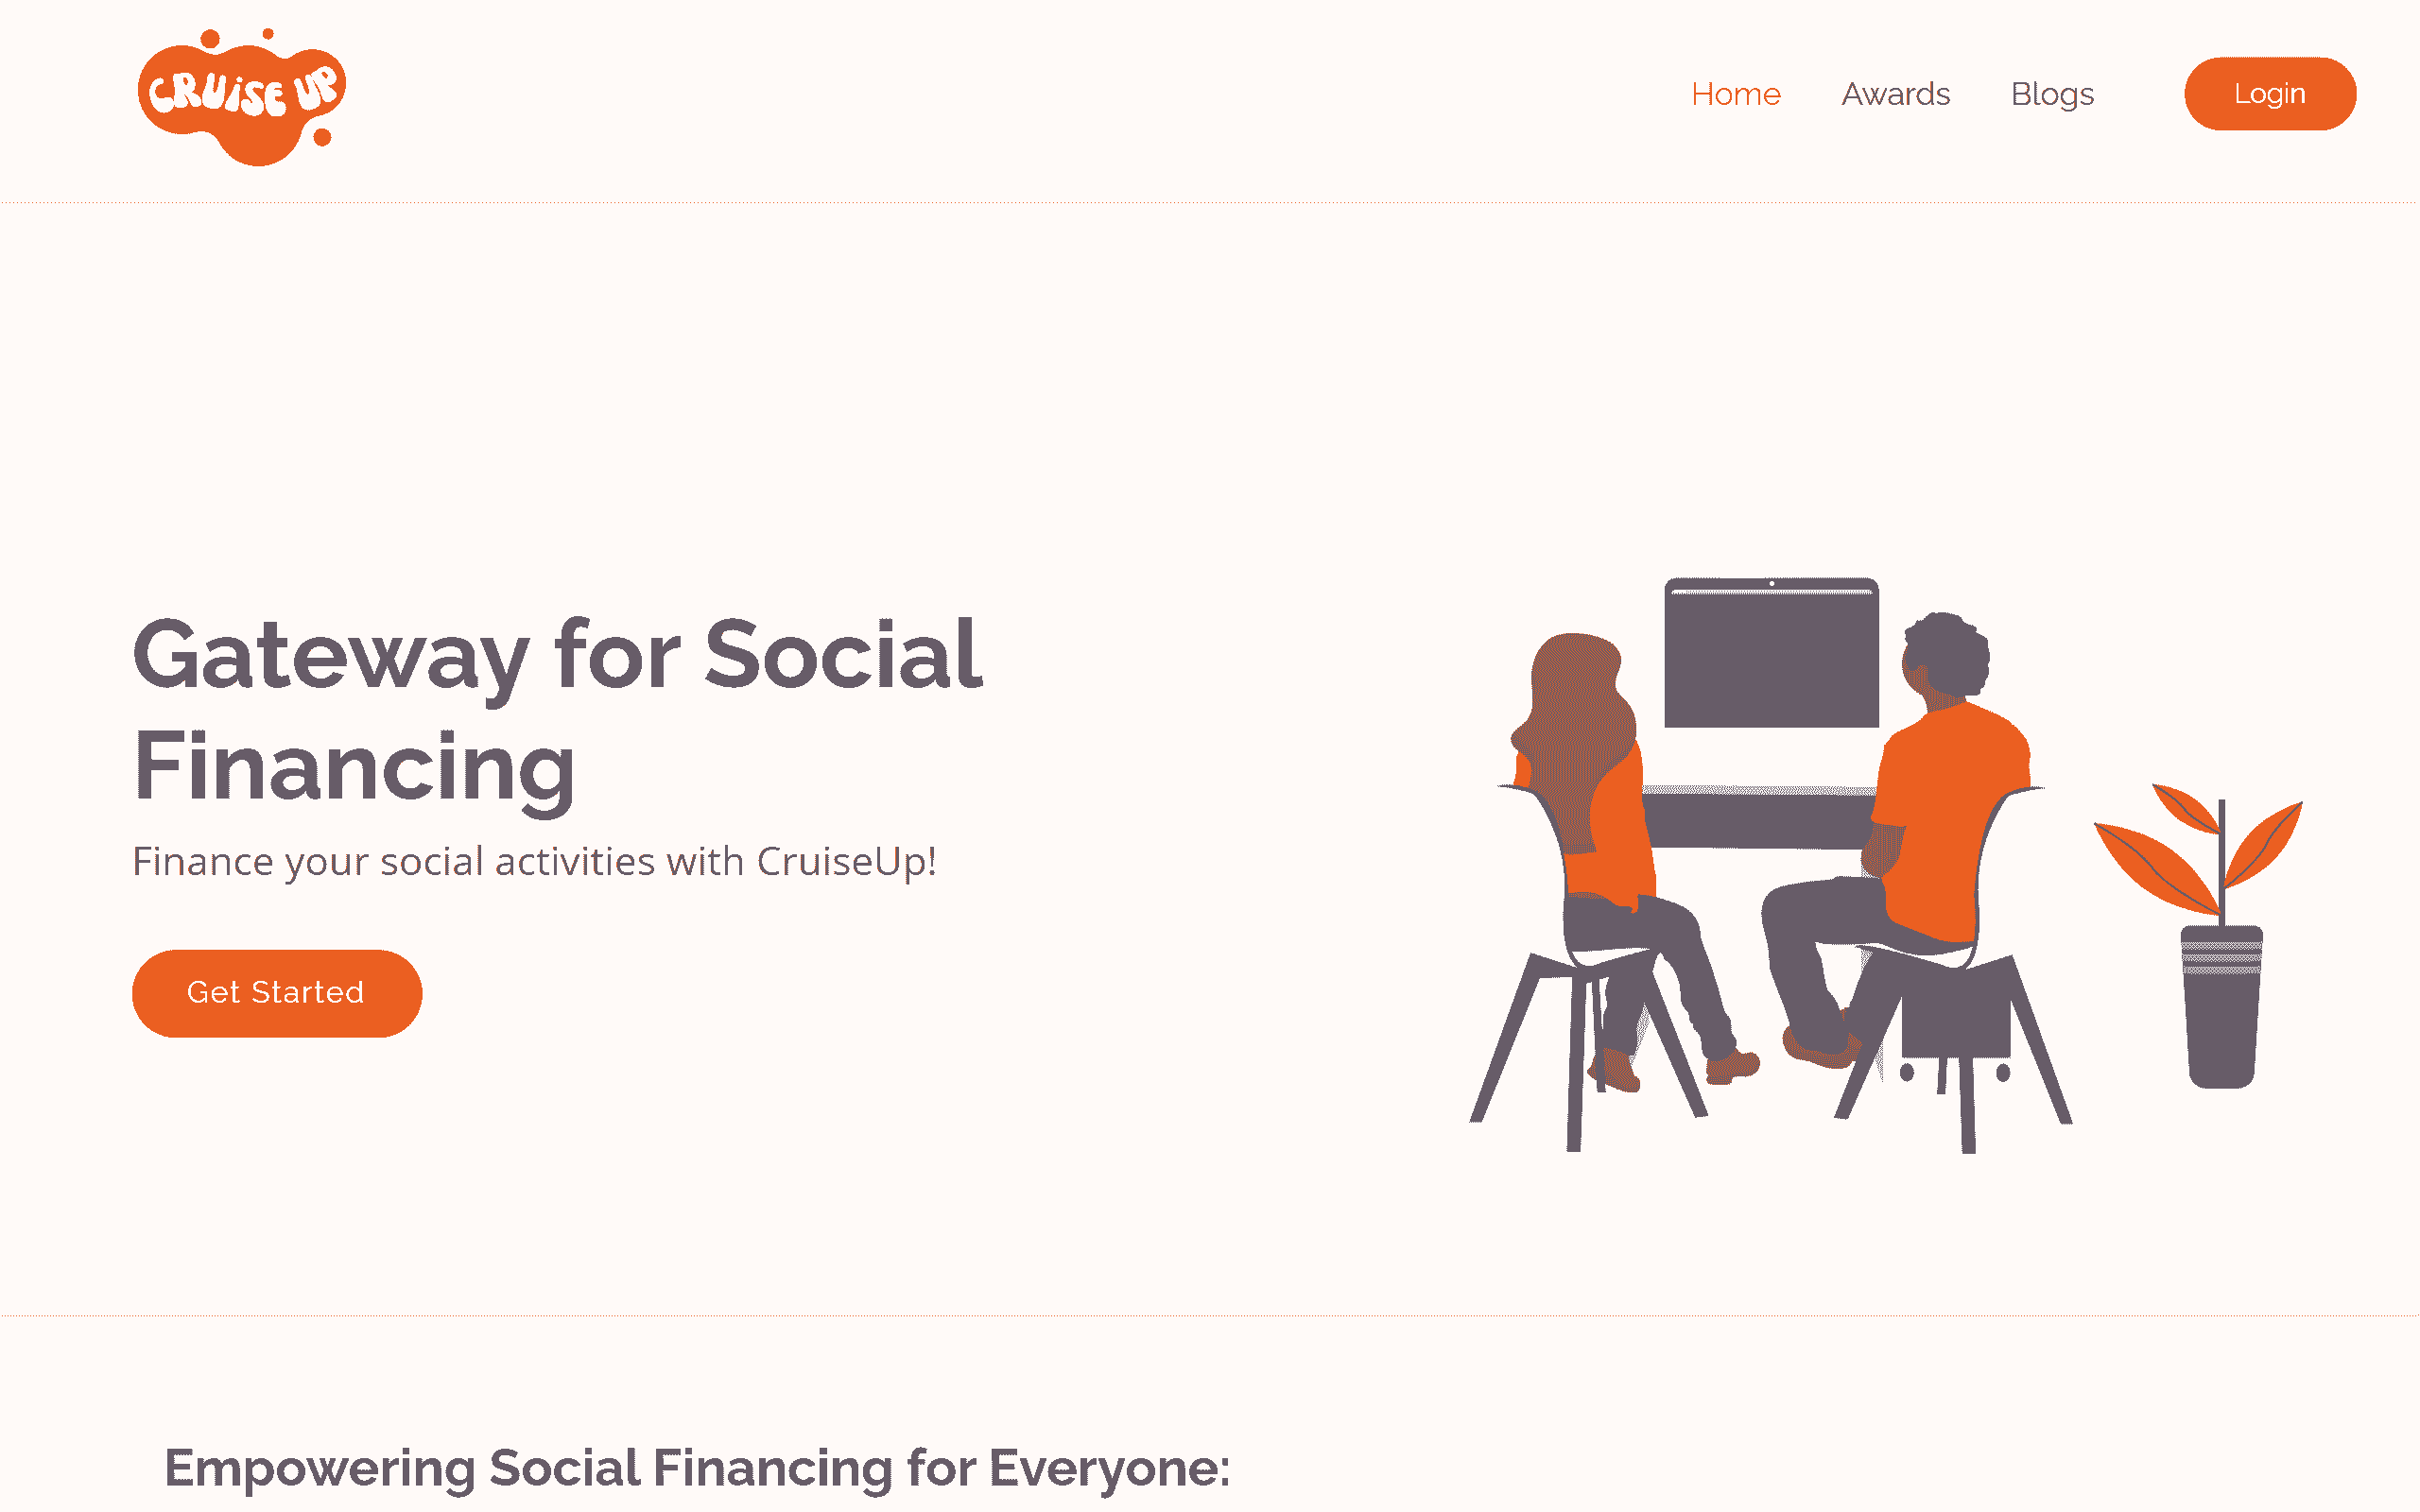 CRUiSE UP
Home Awards Blogs Login
Gateway for Social
Financing
Finance your social activities with CruiseUp!
Get Started
Empowering Social Financing for Everyone: